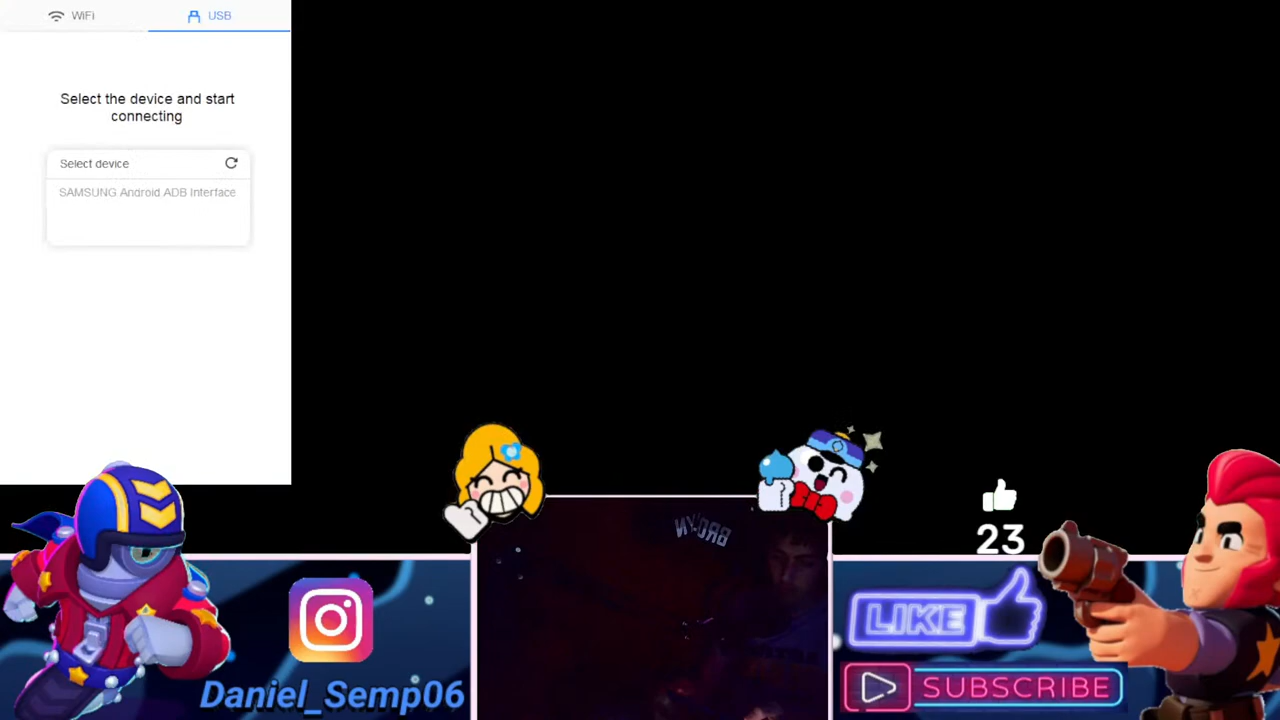 WiFi
USB
Select the device and start
connecting
Select device
SAMSUNG Android ADB Interface
23
LIKE
Daniel_Semp06
SUBSCRIBE